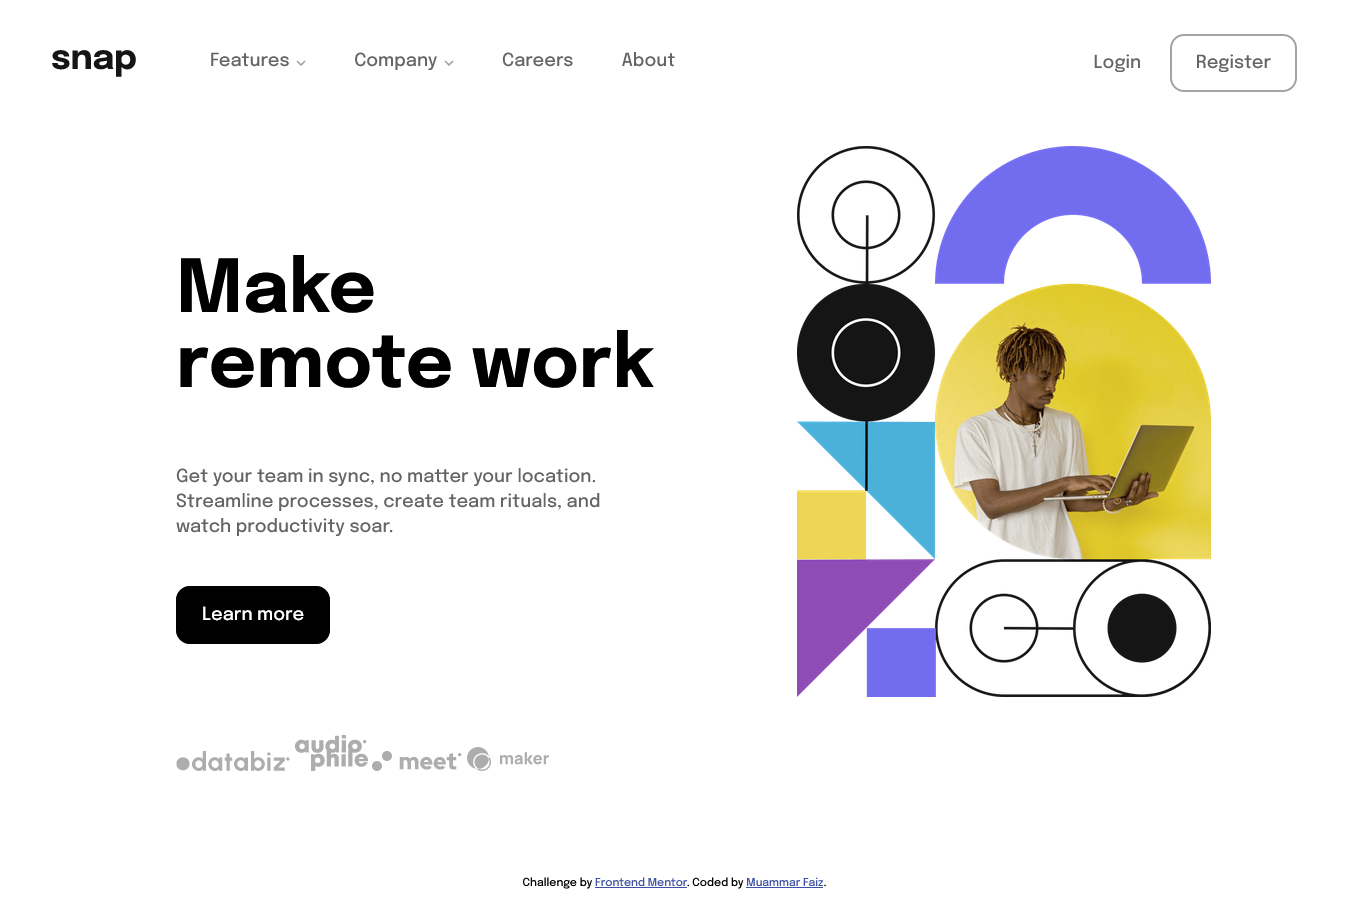 snap
Features
Company
Careers
About
Login
Register
Make
remote work
Get your team in sync, no matter your location.
Streamline processes, create team rituals, and
watch productivity soar.
Learn more
databiz
audiophile
meet
maker
Challenge by Frontend Mentor. Coded by Muammar Faiz.